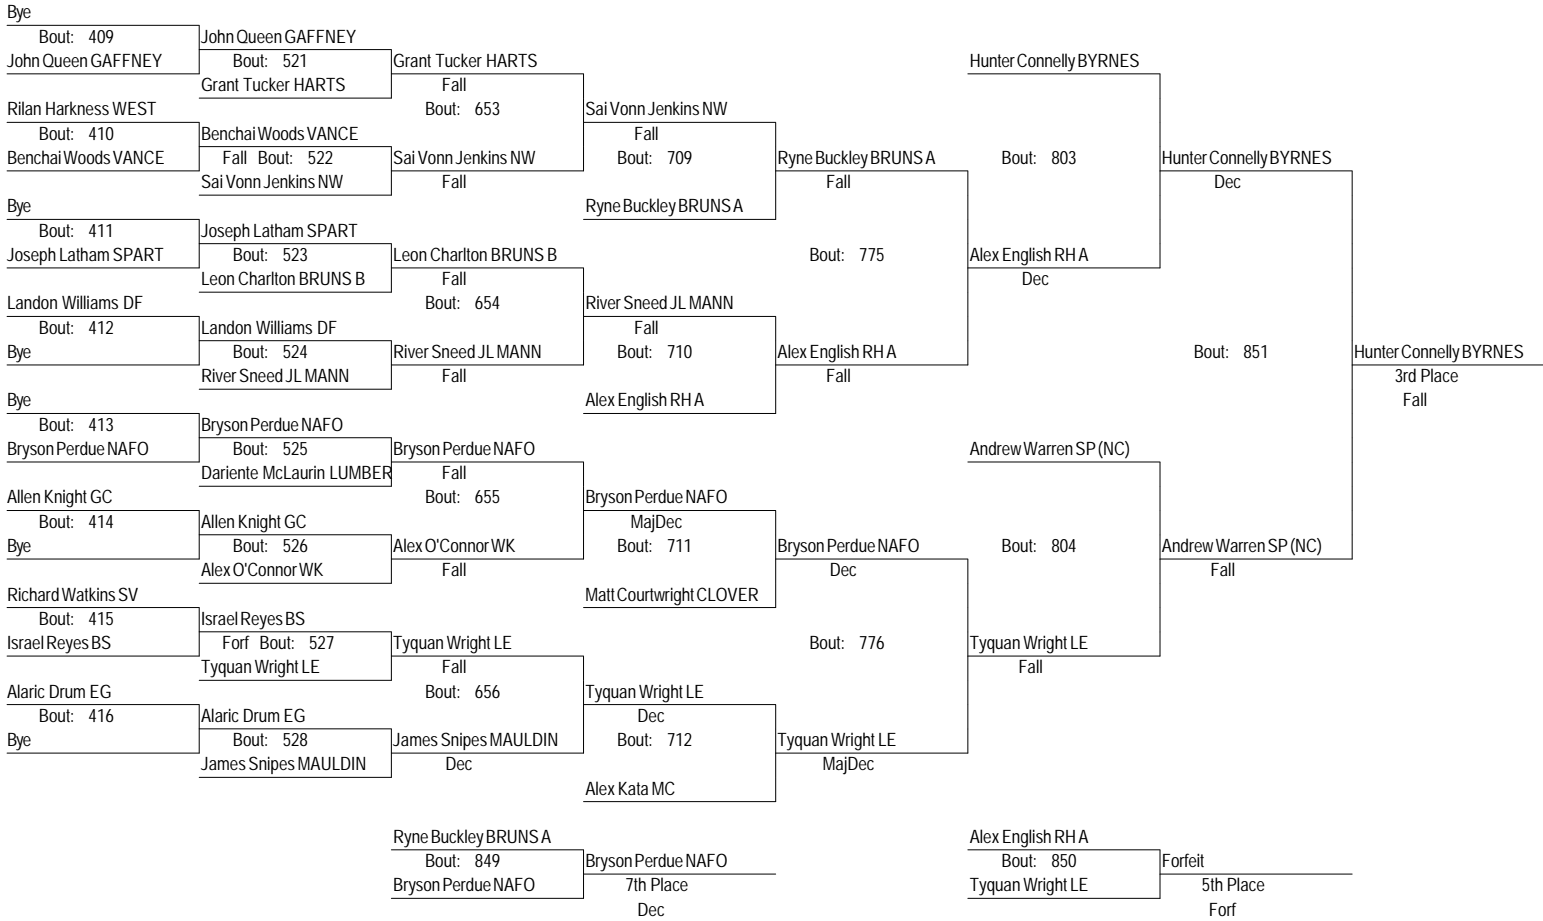 Bye
Bout: 409
John Queen GAFFNEY
Rilan Harkness WEST
Bout: 410
Benchai Woods VANCE
Bye
Bout: 411
Joseph Latham SPART
Landon Williams DF
Bout: 412
Bye
Bye
Bout: 413
Bryson Perdue NAFO
Allen Knight GC
Bout: 414
Bye
Richard Watkins SV
Bout: 415
Israel Reyes BS
Alaric Drum EG
Bout: 416
Bye
John Queen GAFFNEY
Bout: 521
Grant Tucker HARTS
Benchai Woods VANCE
Fall Bout: 522
Sai Vonn Jenkins NW
Joseph Latham SPART
Bout: 523
Leon Charlton BRUNS B
Landon Williams DF
Bout: 524
River Sneed JL MANN
Bryson Perdue NAFO
Bout: 525
Dariente McLaurin LUMBER
Allen Knight GC
Bout: 526
Alex O'Connor WK
Israel Reyes BS
Forf Bout: 527
Tyquan Wright LE
Alaric Drum EG
Bout: 528
James Snipes MAULDIN
Grant Tucker HARTS
Fall
Bout: 653
Sai Vonn Jenkins NW
Fall
Leon Charlton BRUNS B
Fall
Bout: 654
River Sneed JL MANN
Fall
Bryson Perdue NAFO
Fall
Bout: 655
Alex O'Connor WK
Fall
Tyquan Wright LE
Fall
Bout: 656
James Snipes MAULDIN
Dec
Sai Vonn Jenkins NW
Fall
Bout: 709
Ryne Buckley BRUNS A
River Sneed JL MANN
Fall
Bout: 710
Alex English RH A
Bryson Perdue NAFO
MajDec
Bout: 711
Matt Courtwright CLOVER
Tyquan Wright LE
Dec
Bout: 712
Alex Kata MC
Ryne Buckley BRUNS A
Fall
Bout: 775
Alex English RH A
Fall
Bryson Perdue NAFO
Dec
Bout: 776
Tyquan Wright LE
MajDec
Hunter Connelly BYRNES
Bout: 803
Alex English RH A
Dec
Andrew Warren SP (NC)
Bout: 804
Tyquan Wright LE
Fall
Hunter Connelly BYRNES
Dec
Bout: 851
Andrew Warren SP (NC)
Fall
Hunter Connelly BYRNES
3rd Place
Fall
Ryne Buckley BRUNS A
Bout: 849
Bryson Perdue NAFO
Bryson Perdue NAFO
7th Place
Dec
Alex English RH A
Bout: 850
Tyquan Wright LE
Forfeit
5th Place
Forf